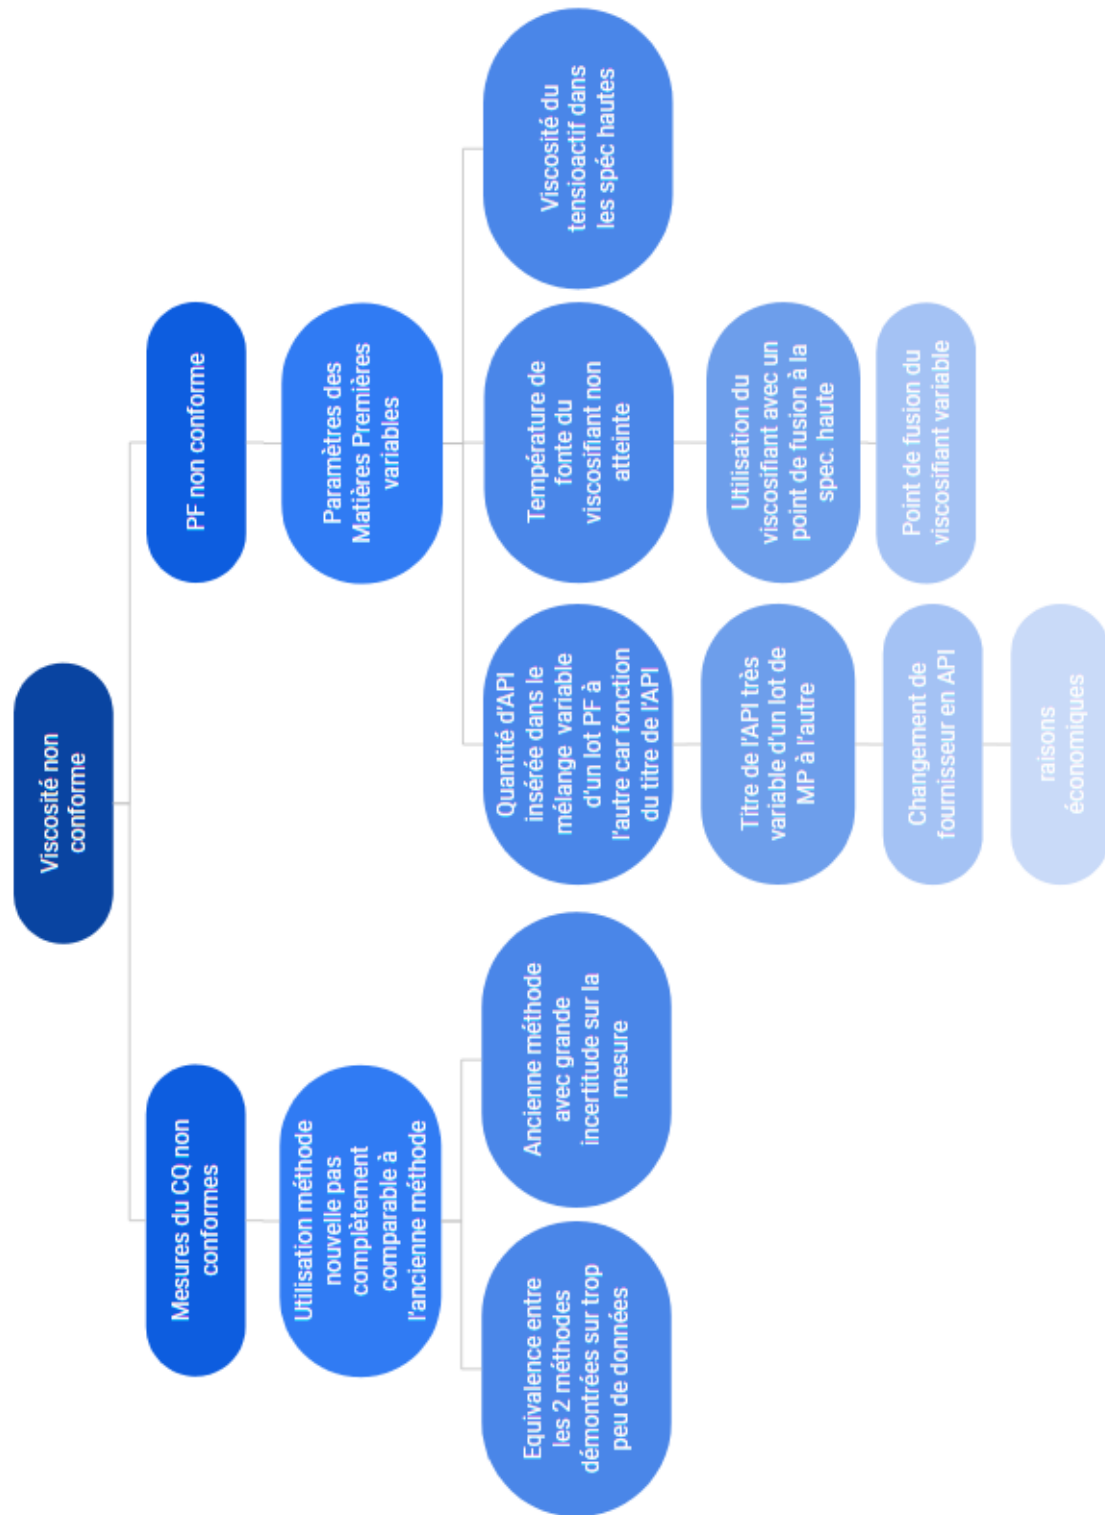 Viscosité non
conforme
Mesures du CQ non
conformes
PF non conforme
Utilisation méthode
nouvelle pas
complètement
comparable à
l'ancienne méthode
Paramètres des
Matières Premières
variables
Equivalence entre
les 2 méthodes
démontrées sur trop
peu de données
Ancienne méthode
avec grande
incertitude sur la
mesure
Quantité d'API
insérée dans le
mélange variable
d'un lot PF à
l'autre car fonction
du titre de l'API
Température de
fonte du
viscosifiant non
atteinte
Viscosité du
tensioactif dans
les spéc hautes
Titre de l'API très
variable d'un lot de
MP à l'autre
Utilisation du
viscosifiant avec un
point de fusion à la
spec. haute
Changement de
fournisseur en API
Point de fusion du
viscosifiant variable
raisons
économiques